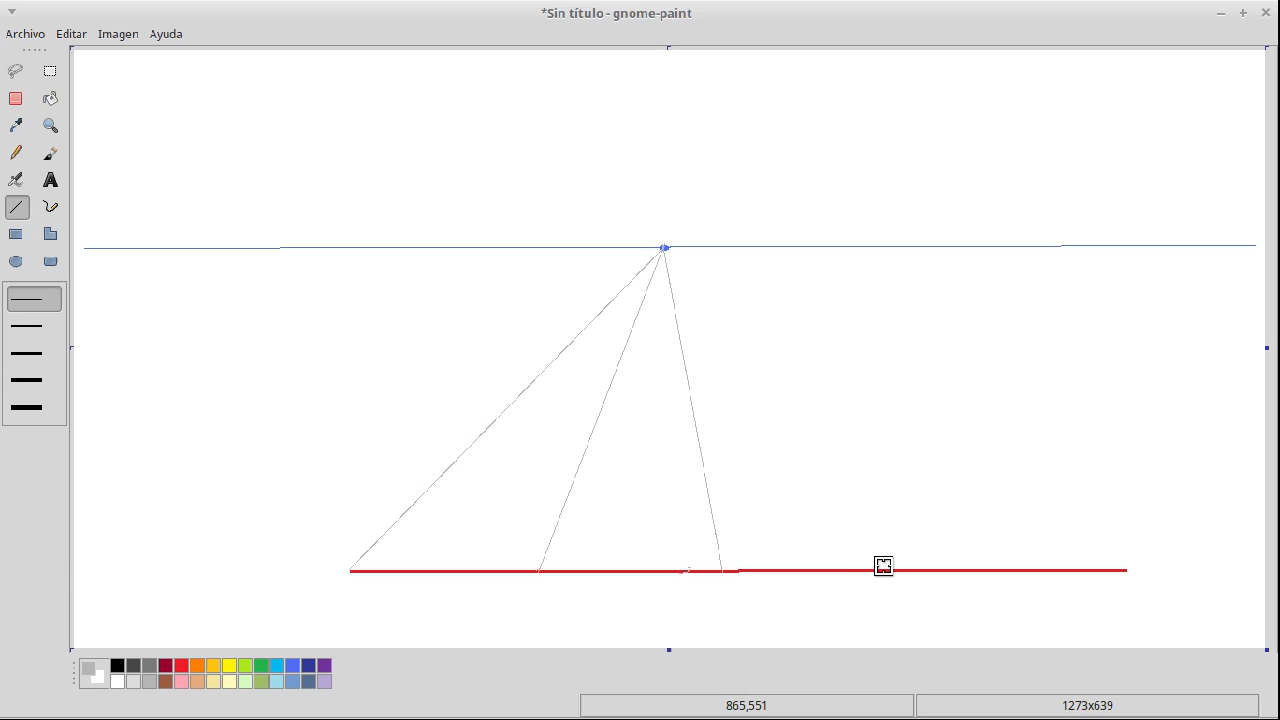 *Sin título - gnome-paint
Archivo Editar Imagen Ayuda
A
865,551 1273x639